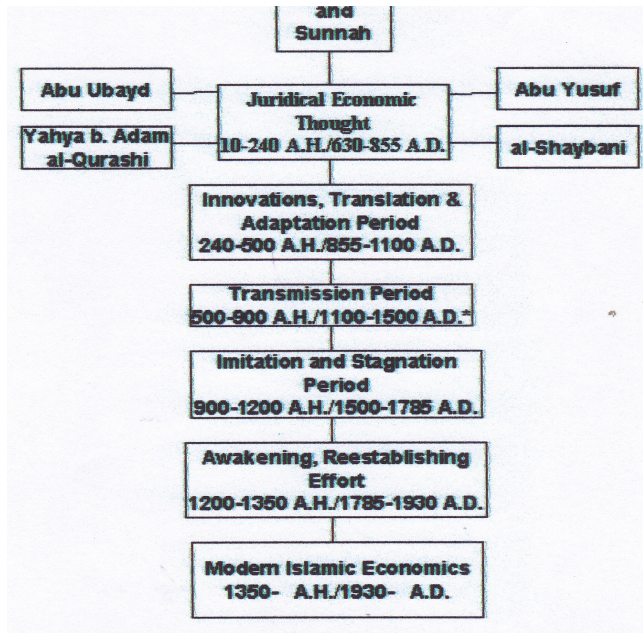 and
Sunnah
Abu Ubayd
Abu Yusuf
Juridical Economic
Thought
10-240 A.H./630-855 A.D.
Yahya b. Adam
al-Qurashi
al-Shaybani
Innovations, Translation &
Adaptation Period
240-500 A.H./855-1100 A.D.
Transmission Period
500-900 A.H./1100-1500 A.D.*
Imitation and Stagnation
Period
900-1200 A.H./1500-1785 A.D.
Awakening, Reestablishing
Effort
1200-1350 A.H./1785-1930 A.D.
Modern Islamic Economics
1350- A.H./1930- A.D.